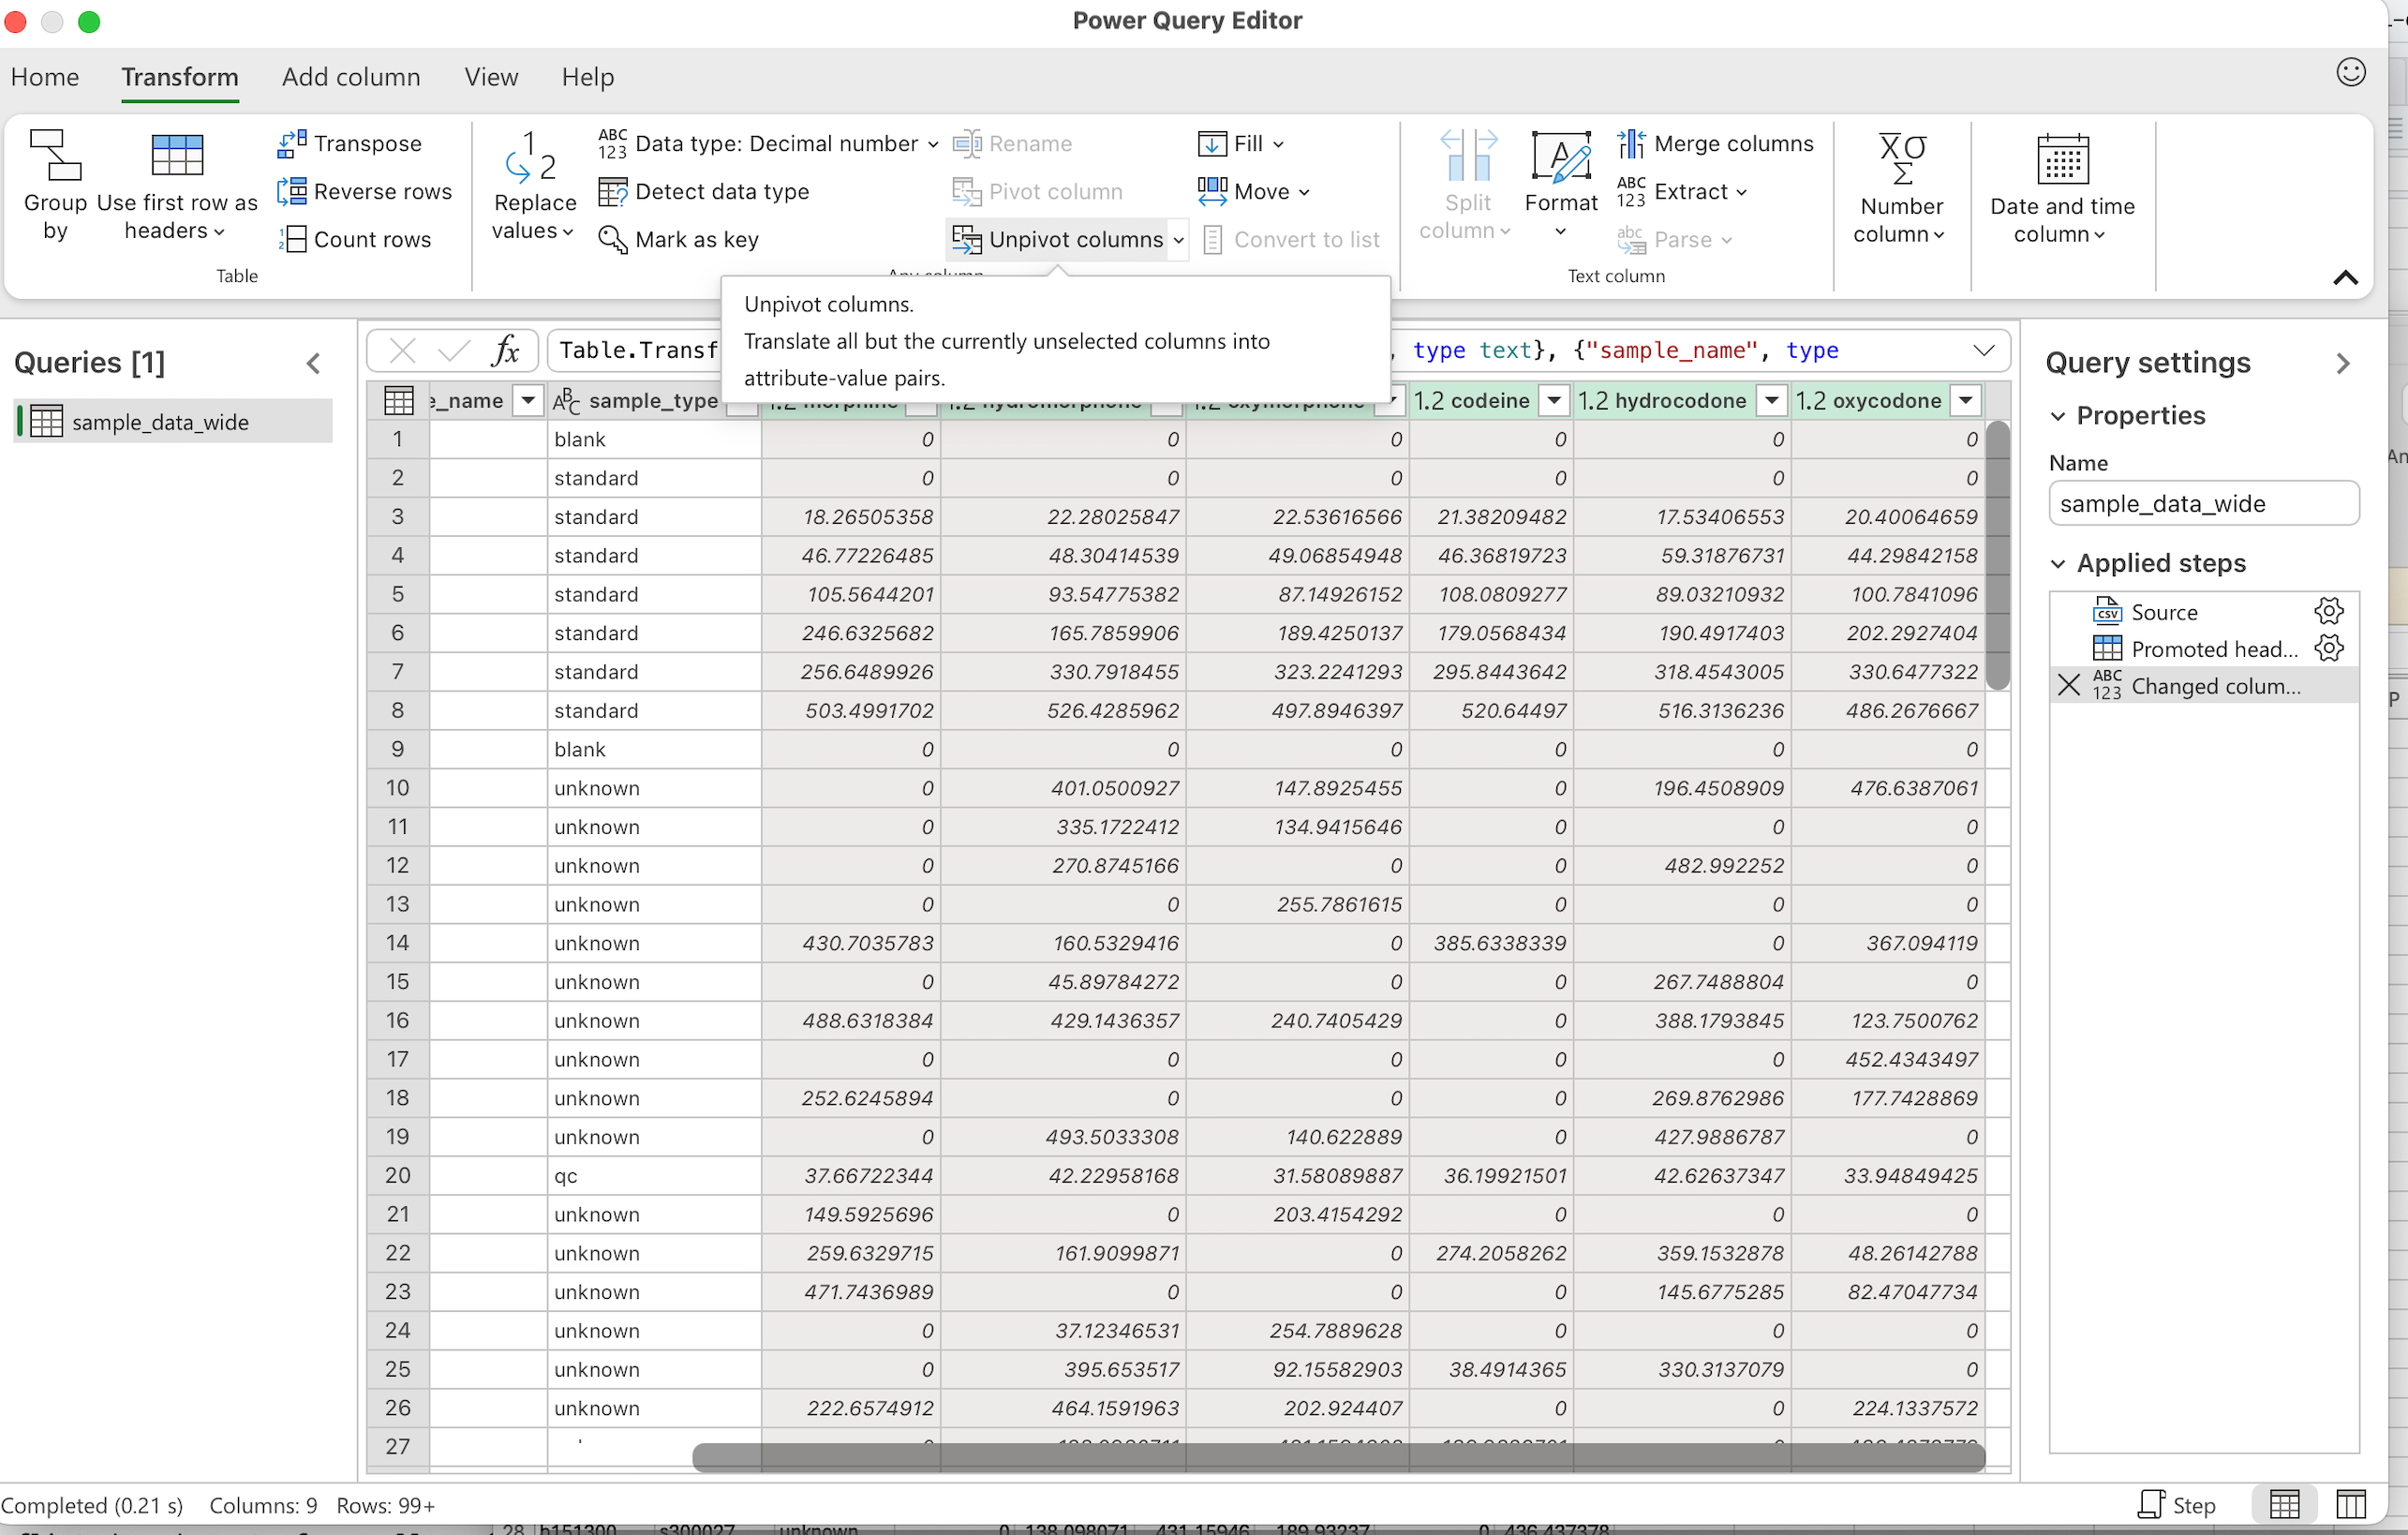 Power Query Editor
Home Transform Add column View Help
Group by
Use first row as headers
Transpose
Reverse rows
Count rows
Table
Replace values
Data type: Decimal number
Detect data type
Mark as key
Rename
Pivot column
Unpivot columns
Fill
Move
Convert to list
Split column
Format
Merge columns
Extract
Parse
Text column
Number column
Date and time column
Unpivot columns.
Translate all but the currently unselected columns into
attribute-value pairs.
Queries [1]
sample_data_wide
fx Table.Transf , type text}, {"sample_name", type
e_name ABC sample_type 1.2 morphine 1.2 hydromorphone 1.2 oxymorphone 1.2 codeine 1.2 hydrocodone 1.2 oxycodone
1 blank 0 0 0 0 0 0
2 standard 0 0 0 0 0 0
3 standard 18.26505358 22.28025847 22.53616566 21.38209482 17.53406553 20.40064659
4 standard 46.77226485 48.30414539 49.06854948 46.36819723 59.31876731 44.29842158
5 standard 105.5644201 93.54775382 87.14926152 108.0809277 89.03210932 100.7841096
6 standard 246.6325682 165.7859906 189.4250137 179.0568434 190.4917403 202.2927404
7 standard 256.6489926 330.7918455 323.2241293 295.8443642 318.4543005 330.6477322
8 standard 503.4991702 526.4285962 497.8946397 520.64497 516.3136236 486.2676667
9 blank 0 0 0 0 0 0
10 unknown 0 401.0500927 147.8925455 0 196.4508909 476.6387061
11 unknown 0 335.1722412 134.9415646 0 0 0
12 unknown 0 270.8745166 0 0 482.992252 0
13 unknown 0 0 255.7861615 0 0 0
14 unknown 430.7035783 160.5329416 0 385.6338339 0 367.094119
15 unknown 0 45.89784272 0 0 267.7488804 0
16 unknown 488.6318384 429.1436357 240.7405429 0 388.1793845 123.7500762
17 unknown 0 0 0 0 0 452.4343497
18 unknown 252.6245894 0 0 0 269.8762986 177.7428869
19 unknown 0 493.5033308 140.622889 0 427.9886787 0
20 qc 37.66722344 42.22958168 31.58089887 36.19921501 42.62637347 33.94849425
21 unknown 149.5925696 0 203.4154292 0 0 0
22 unknown 259.6329715 161.9099871 0 274.2058262 359.1532878 48.26142788
23 unknown 471.7436989 0 0 0 145.6775285 82.47047734
24 unknown 0 37.12346531 254.7889628 0 0 0
25 unknown 0 395.653517 92.15582903 38.4914365 330.3137079 0
26 unknown 222.6574912 464.1591963 202.924407 0 0 224.1337572
27
Query settings
Properties
Name
sample_data_wide
Applied steps
Source
Promoted head...
Changed colum...
Completed (0.21 s) Columns: 9 Rows: 99+
Step
28 b151300 s300027 unknown 0 138.098071 431.15946 189.93237 0 436.437378